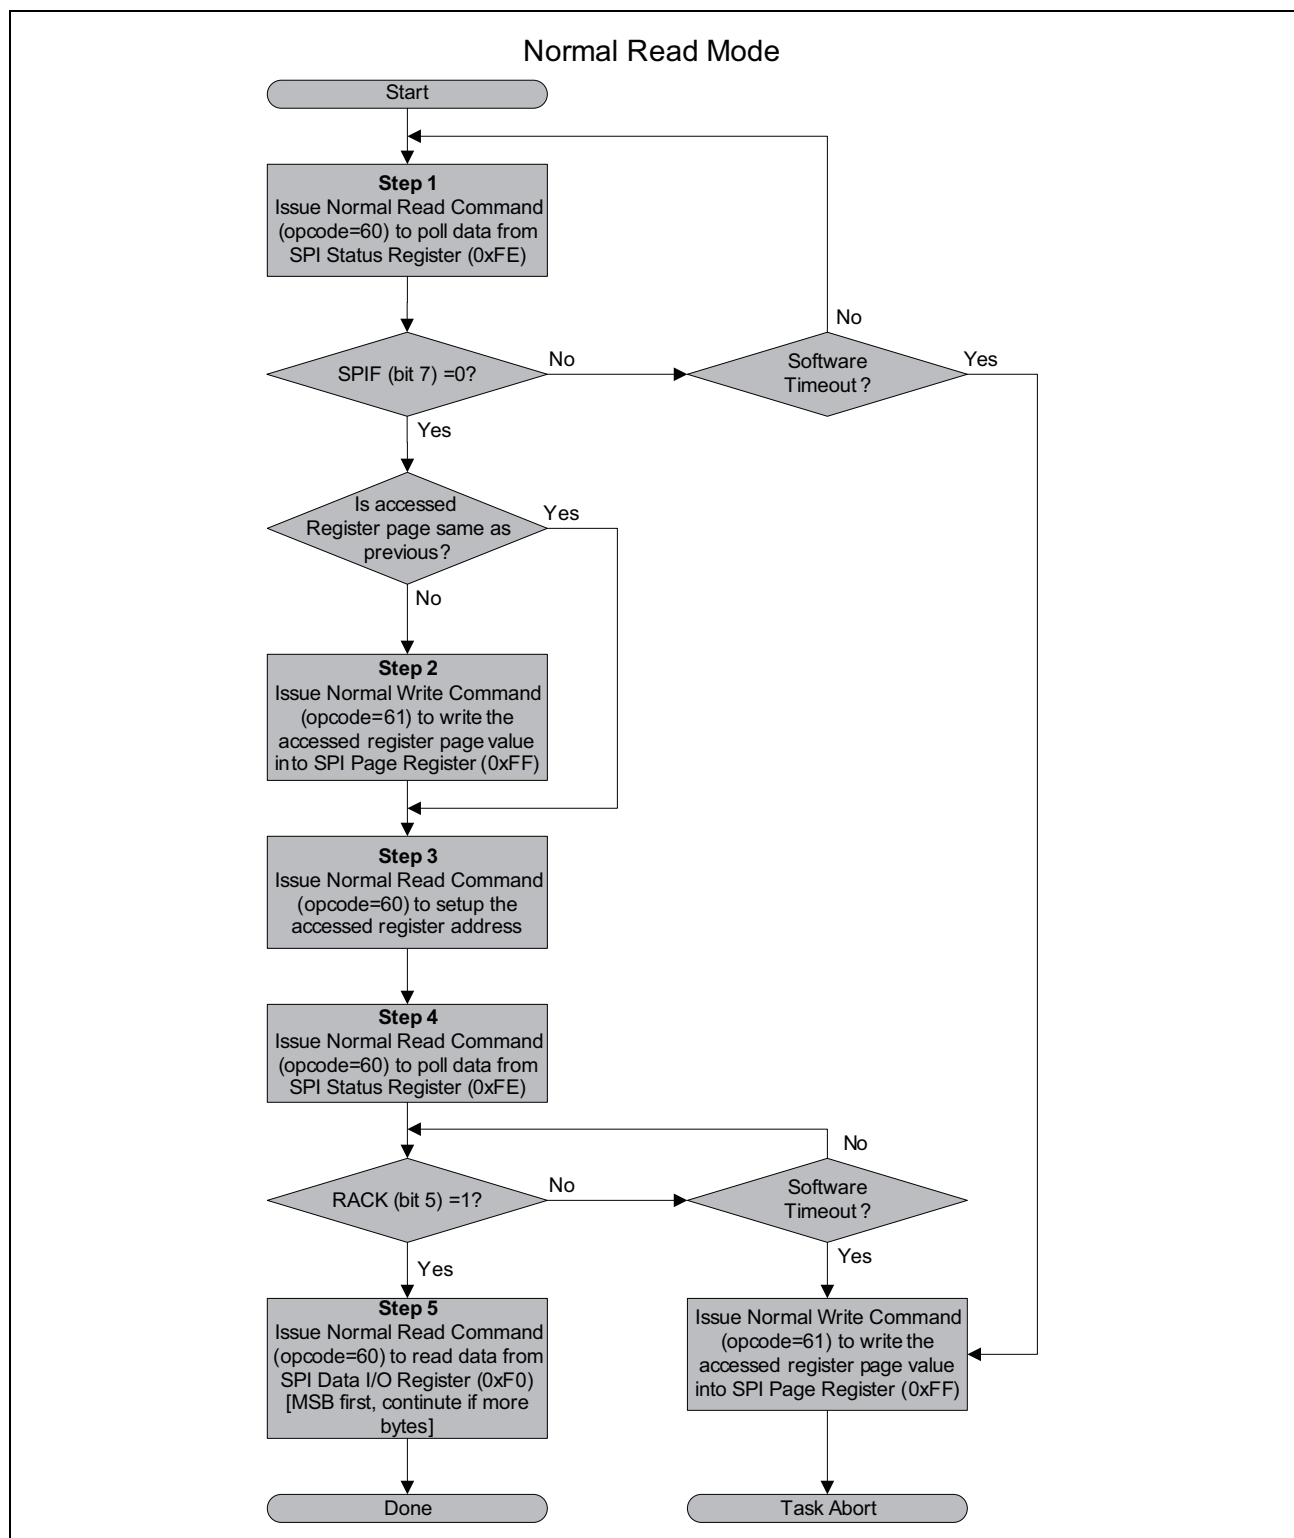 Normal Read Mode
Start
Step 1
Issue Normal Read Command
(opcode=60) to poll data from
SPI Status Register (0xFE)
No
SPIF (bit 7) =0?
No
Software
Timeout?
Yes
Yes
Is accessed
Register page same as
previous?
Yes
No
Step 2
Issue Normal Write Command
(opcode=61) to write the
accessed register page value
into SPI Page Register (0xFF)
Step 3
Issue Normal Read Command
(opcode=60) to setup the
accessed register address
Step 4
Issue Normal Read Command
(opcode=60) to poll data from
SPI Status Register (0xFE)
No
RACK (bit 5) =1?
No
Software
Timeout?
Yes
Yes
Step 5
Issue Normal Read Command
(opcode=60) to read data from
SPI Data I/O Register (0xF0)
[MSB first, continute if more
bytes]
Issue Normal Write Command
(opcode=61) to write the
accessed register page value
into SPI Page Register (0xFF)
Done
Task Abort